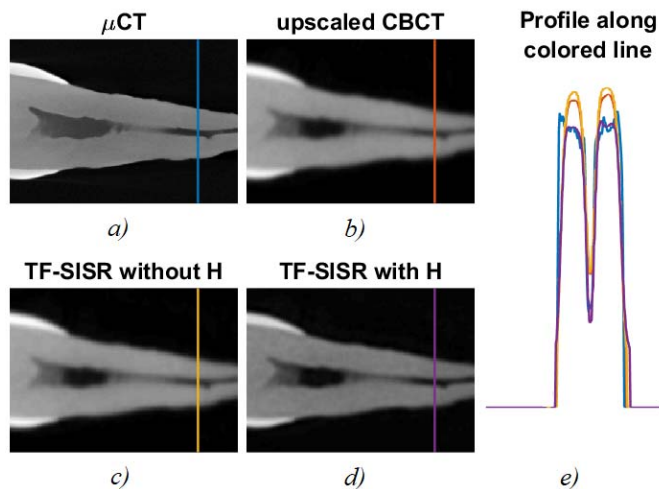 μCT
upscaled CBCT
Profile along
colored line
a)
b)
TF-SISR without H
TF-SISR with H
c)
d)
e)